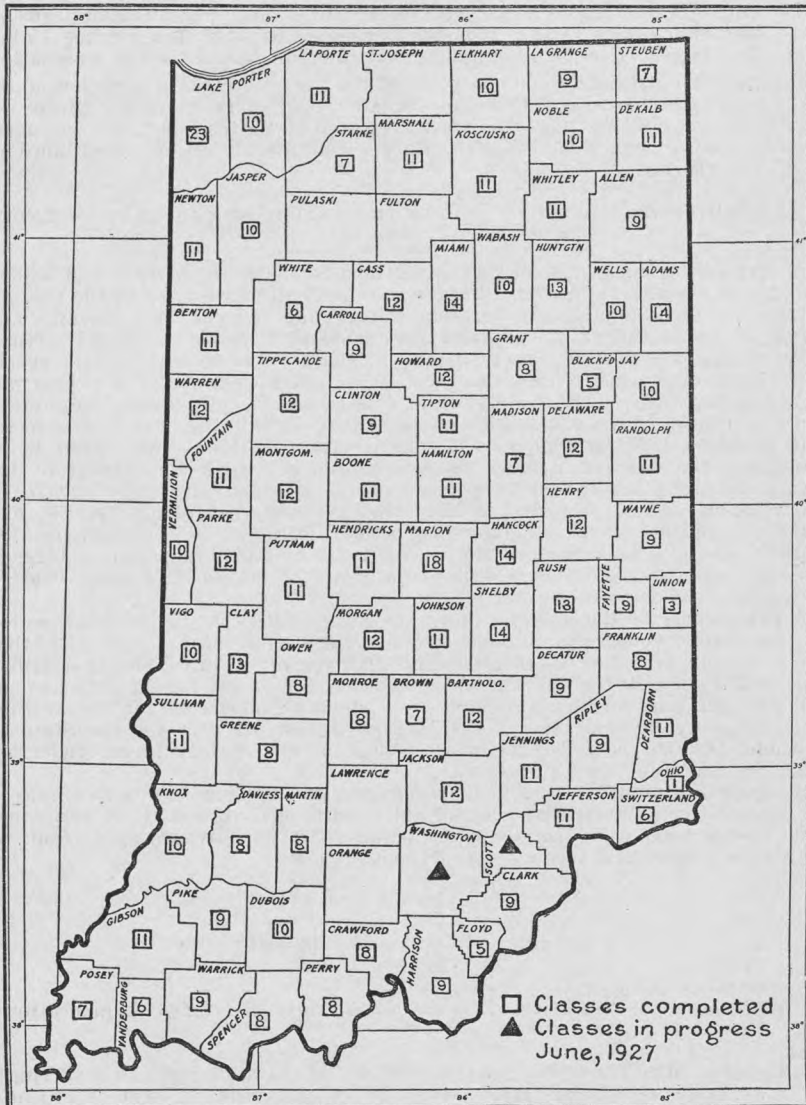 88° 87° 86° 85°
LAKE PORTER LA PORTE ST. JOSEPH ELKHART LA GRANGE STEUBEN
23 10 11 10 9 7
STARKE MARSHALL KOSCIUSKO NOBLE DEKALB
7 11 11 10 11
NEWTON JASPER PULASKI FULTON WHITLEY ALLEN
11 10 11 9
41° 41°
WHITE CASS MIAMI WABASH HUNTGTN WELLS ADAMS
6 12 14 10 13 10 14
BENTON CARROLL GRANT
11 9 8
WARREN TIPPECANOE HOWARD BLACKF'D JAY
12 12 12 5 10
CLINTON TIPTON MADISON DELAWARE RANDOLPH
9 11 7 12 11
FOUNTAIN MONTGOM. BOONE HAMILTON HENRY
11 12 11 11 12
40° 40°
VERMILION PARKE PUTNAM HENDRICKS MARION HANCOCK WAYNE
10 12 11 11 18 14 9
RUSH FAYETTE UNION
13 9 3
VIGO CLAY OWEN MORGAN JOHNSON SHELBY FRANKLIN
10 13 8 12 11 14 8
SULLIVAN GREENE MONROE BROWN BARTHOLO. DECATUR RIPLEY DEARBORN
11 8 8 7 12 9 9 11
39° 39°
KNOX DAVIESS MARTIN LAWRENCE JACKSON JENNINGS OHIO
10 8 8 12 11 1
JEFFERSON SWITZERLAND
11 6
ORANGE WASHINGTON SCOTT CLARK
9
GIBSON PIKE DUBOIS CRAWFORD HARRISON FLOYD
11 9 10 8 9 5
POSEY VANDERBURG WARRICK SPENCER PERRY
7 6 9 8 8
38° 38°
Classes completed
Classes in progress
June, 1927
88° 87° 86° 85°